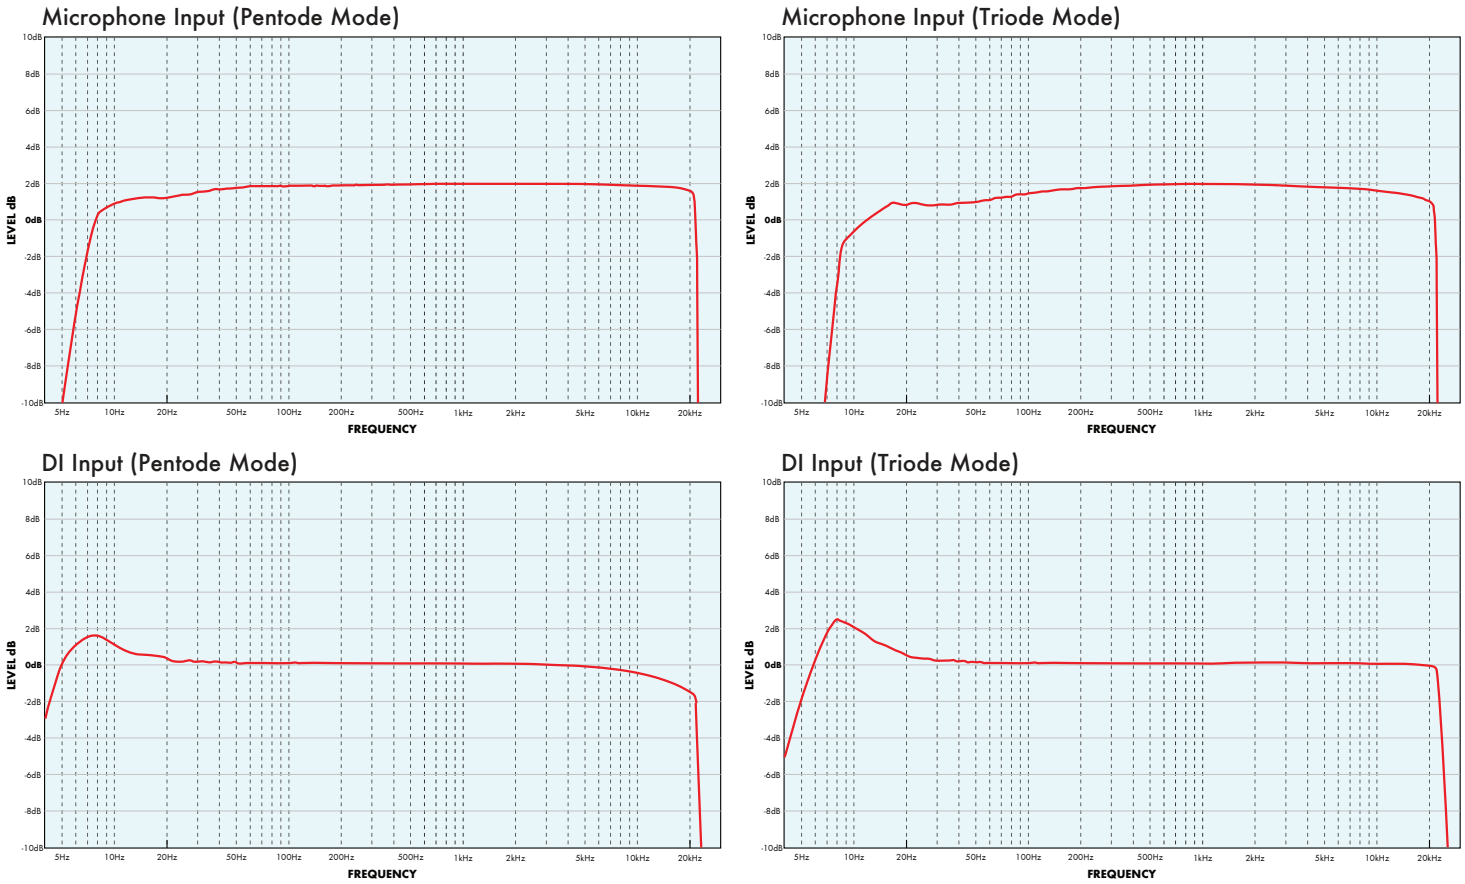 Microphone Input (Pentode Mode)
10dB
8dB
6dB
4dB
2dB
0dB
-2dB
-4dB
-6dB
-8dB
-10dB
LEVEL dB
5Hz 10Hz 20Hz 50Hz 100Hz 200Hz 500Hz 1kHz 2kHz 5kHz 10kHz 20kHz
FREQUENCY
Microphone Input (Triode Mode)
10dB
8dB
6dB
4dB
2dB
0dB
-2dB
-4dB
-6dB
-8dB
-10dB
LEVEL dB
5Hz 10Hz 20Hz 50Hz 100Hz 200Hz 500Hz 1kHz 2kHz 5kHz 10kHz 20kHz
FREQUENCY
DI Input (Pentode Mode)
10dB
8dB
6dB
4dB
2dB
0dB
-2dB
-4dB
-6dB
-8dB
-10dB
LEVEL dB
5Hz 10Hz 20Hz 50Hz 100Hz 200Hz 500Hz 1kHz 2kHz 5kHz 10kHz 20kHz
FREQUENCY
DI Input (Triode Mode)
10dB
8dB
6dB
4dB
2dB
0dB
-2dB
-4dB
-6dB
-8dB
-10dB
LEVEL dB
5Hz 10Hz 20Hz 50Hz 100Hz 200Hz 500Hz 1kHz 2kHz 5kHz 10kHz 20kHz
FREQUENCY